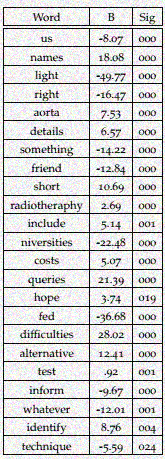 Word B Sig
us -8.07 000
names 18.08 000
light -49.77 000
right -16.47 000
aorta 7.53 000
details 6.57 000
something -14.22 000
friend -12.84 000
short 10.69 000
radiotheraphy 2.69 000
include 5.14 001
niversities -22.48 000
costs 5.07 000
queries 21.39 000
hope 3.74 019
fed -36.68 000
difficulties 28.02 000
alternative 12.41 000
test .92 001
inform -9.67 000
whatever -12.01 001
identify 8.76 004
technique -5.59 024